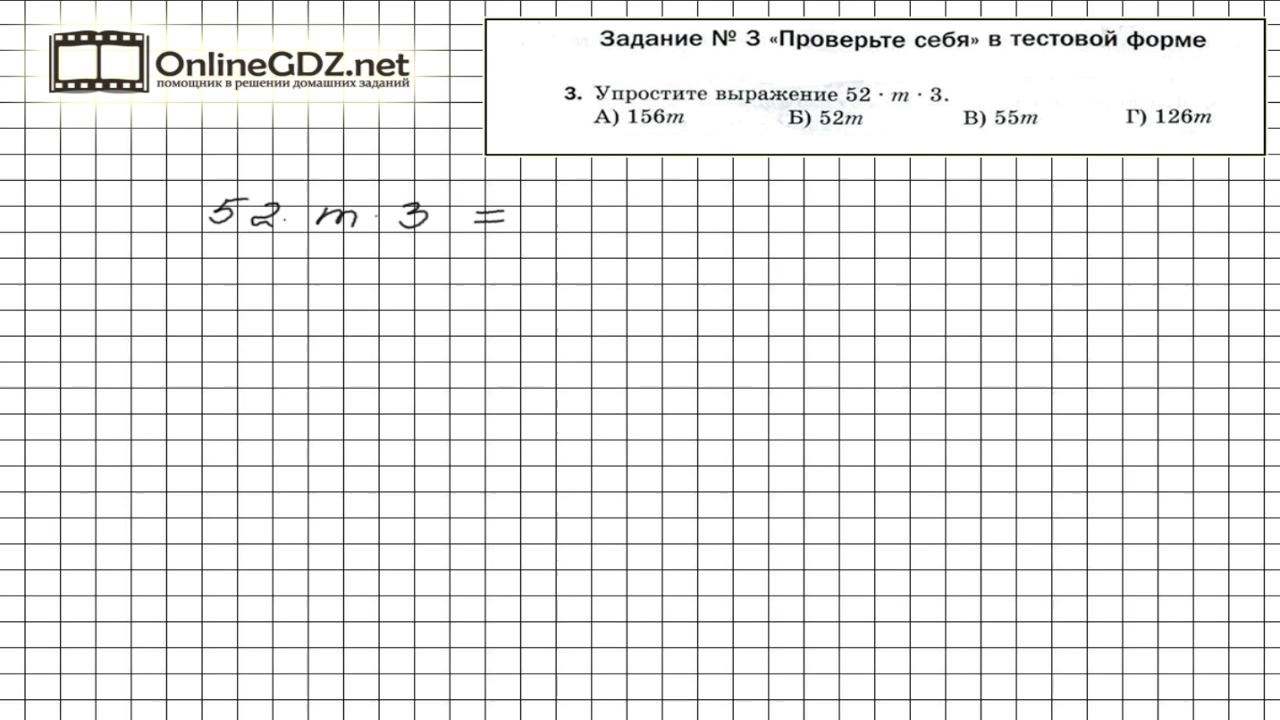 OnlineGDZ.net
помощник в решении домашних заданий
Задание № 3 «Проверьте себя» в тестовой форме
3. Упростите выражение 52 · m · 3.
А) 156m Б) 52m В) 55m Г) 126m
52 · m · 3 =